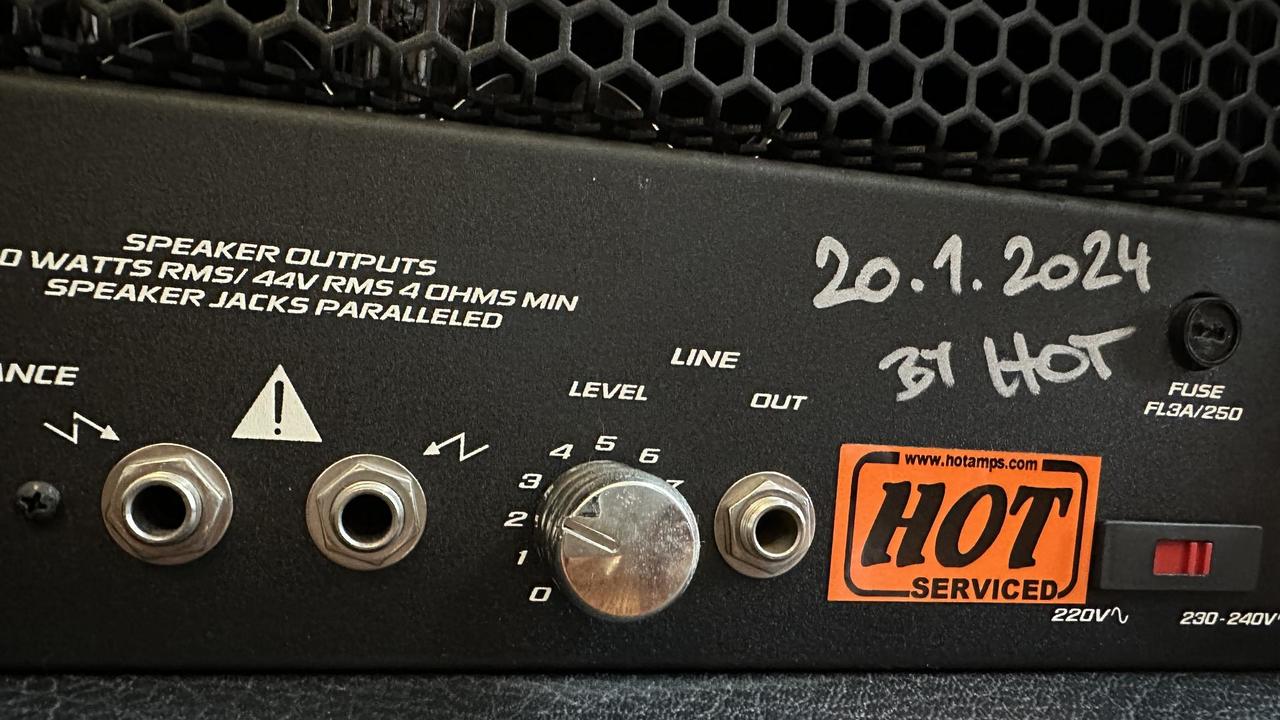 SPEAKER OUTPUTS
0 WATTS RMS/ 44V RMS 4 OHMS MIN
SPEAKER JACKS PARALLELED
ANCE
LINE
LEVEL
OUT
0
1
2
3
4
5
6
7
20.1.2024
BY HOT
FUSE
FL3A/250
www.hotamps.com
HOT
SERVICED
220V∿
230-240V